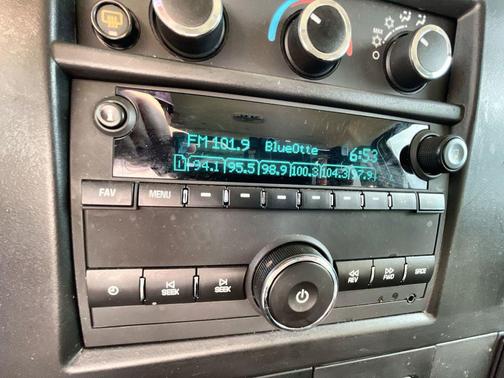 FM 101.9 BlueOtte 6:53
1 94.1 95.5 98.9 100.3 104.3 97.9
FAV MENU
SEEK SEEK REV FWD